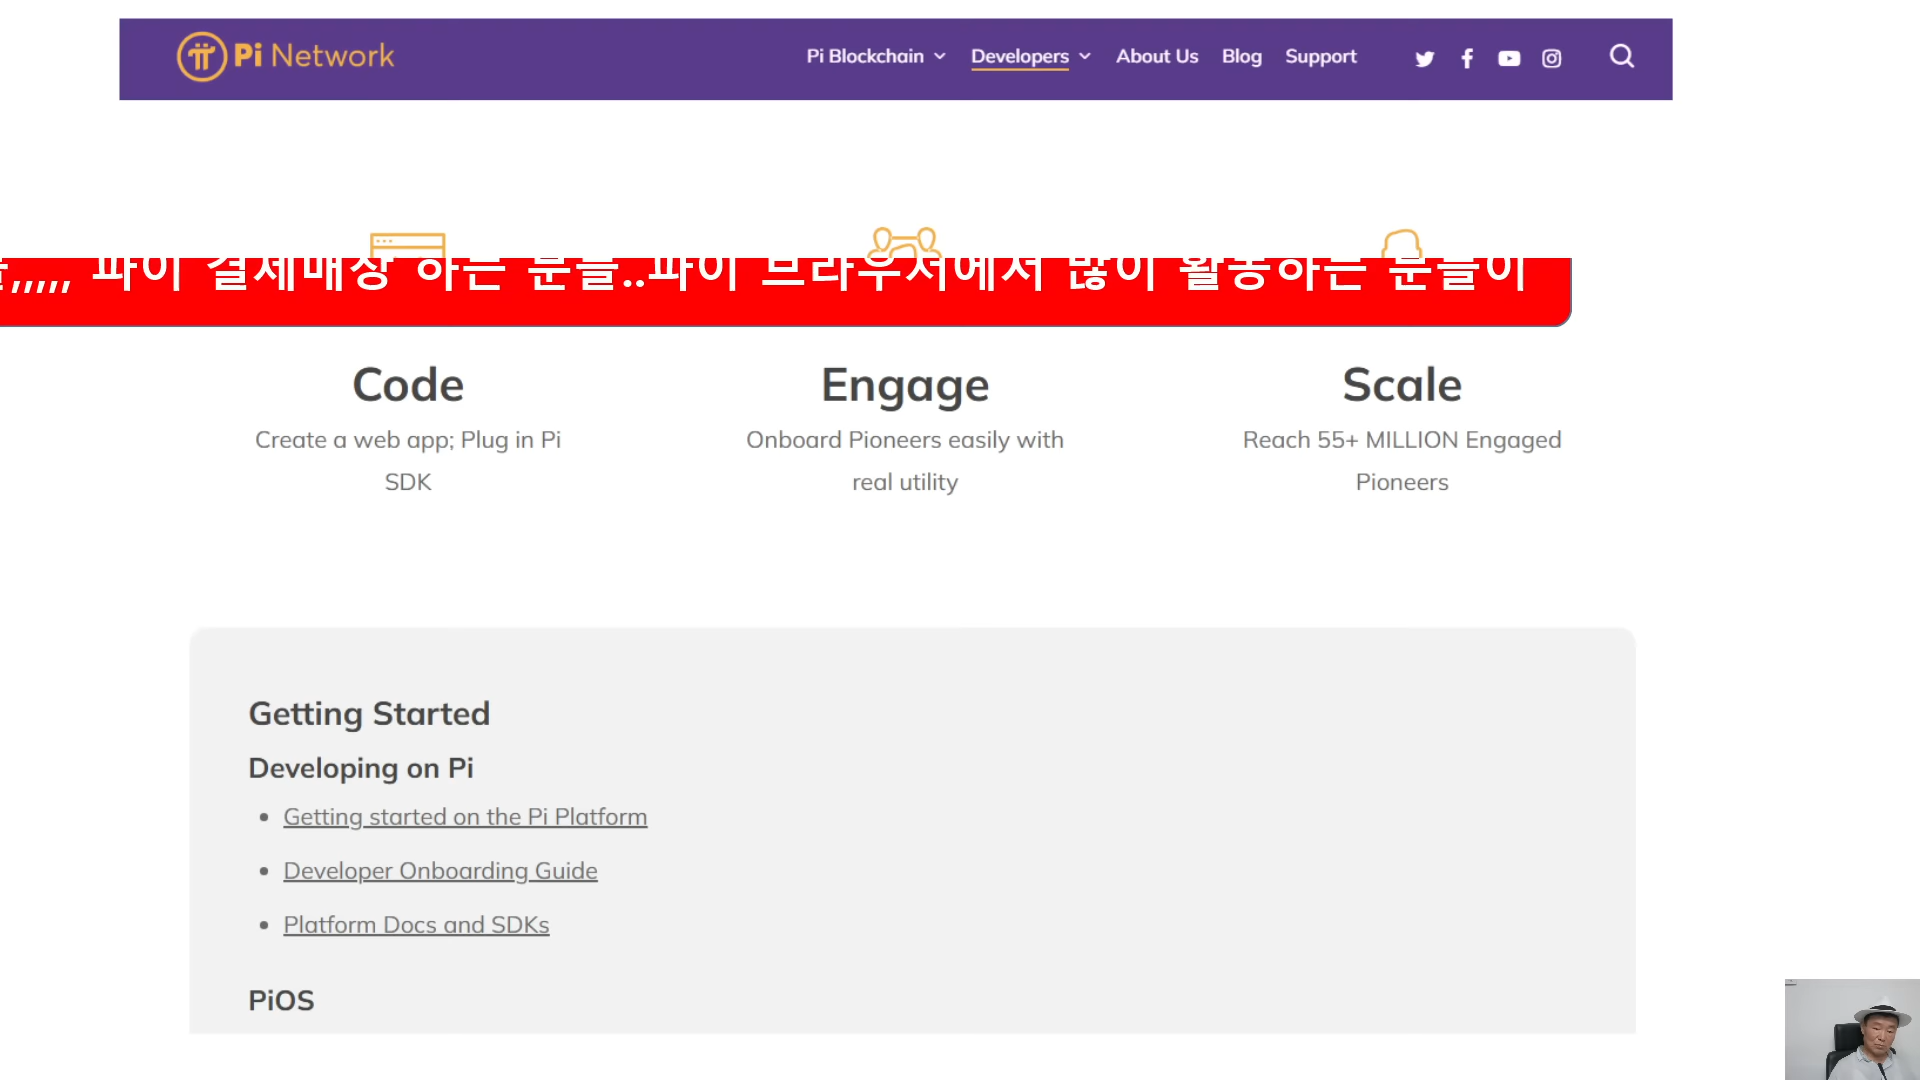 Pi Network
Pi Blockchain Developers About Us Blog Support
,,,,, 파이 결제매장 하는 분들..파이 브라우저에서 많이 활동하는 분들이
Code
Create a web app; Plug in Pi
SDK
Engage
Onboard Pioneers easily with
real utility
Scale
Reach 55+ MILLION Engaged
Pioneers
Getting Started
Developing on Pi
Getting started on the Pi Platform
Developer Onboarding Guide
Platform Docs and SDKs
PiOS